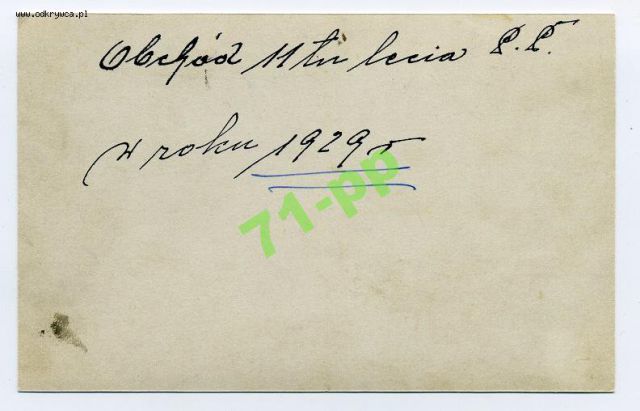 www.odkrywca.pl
Obchód 11tu lecia P.P.
w roku 1929 r
71-pp